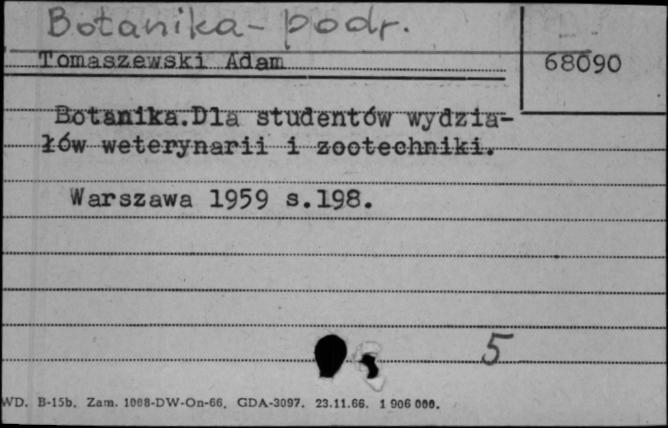 Botanika - podr.
Tomaszewski Adam
68090
Botanika.Dla studentów wydzia-
łów weterynarii i zootechniki.
Warszawa 1959 s.198.
5
WD. B-15b. Zam. 1068-DW-On-66. GDA-3097. 23.11.66. 1 906 000.